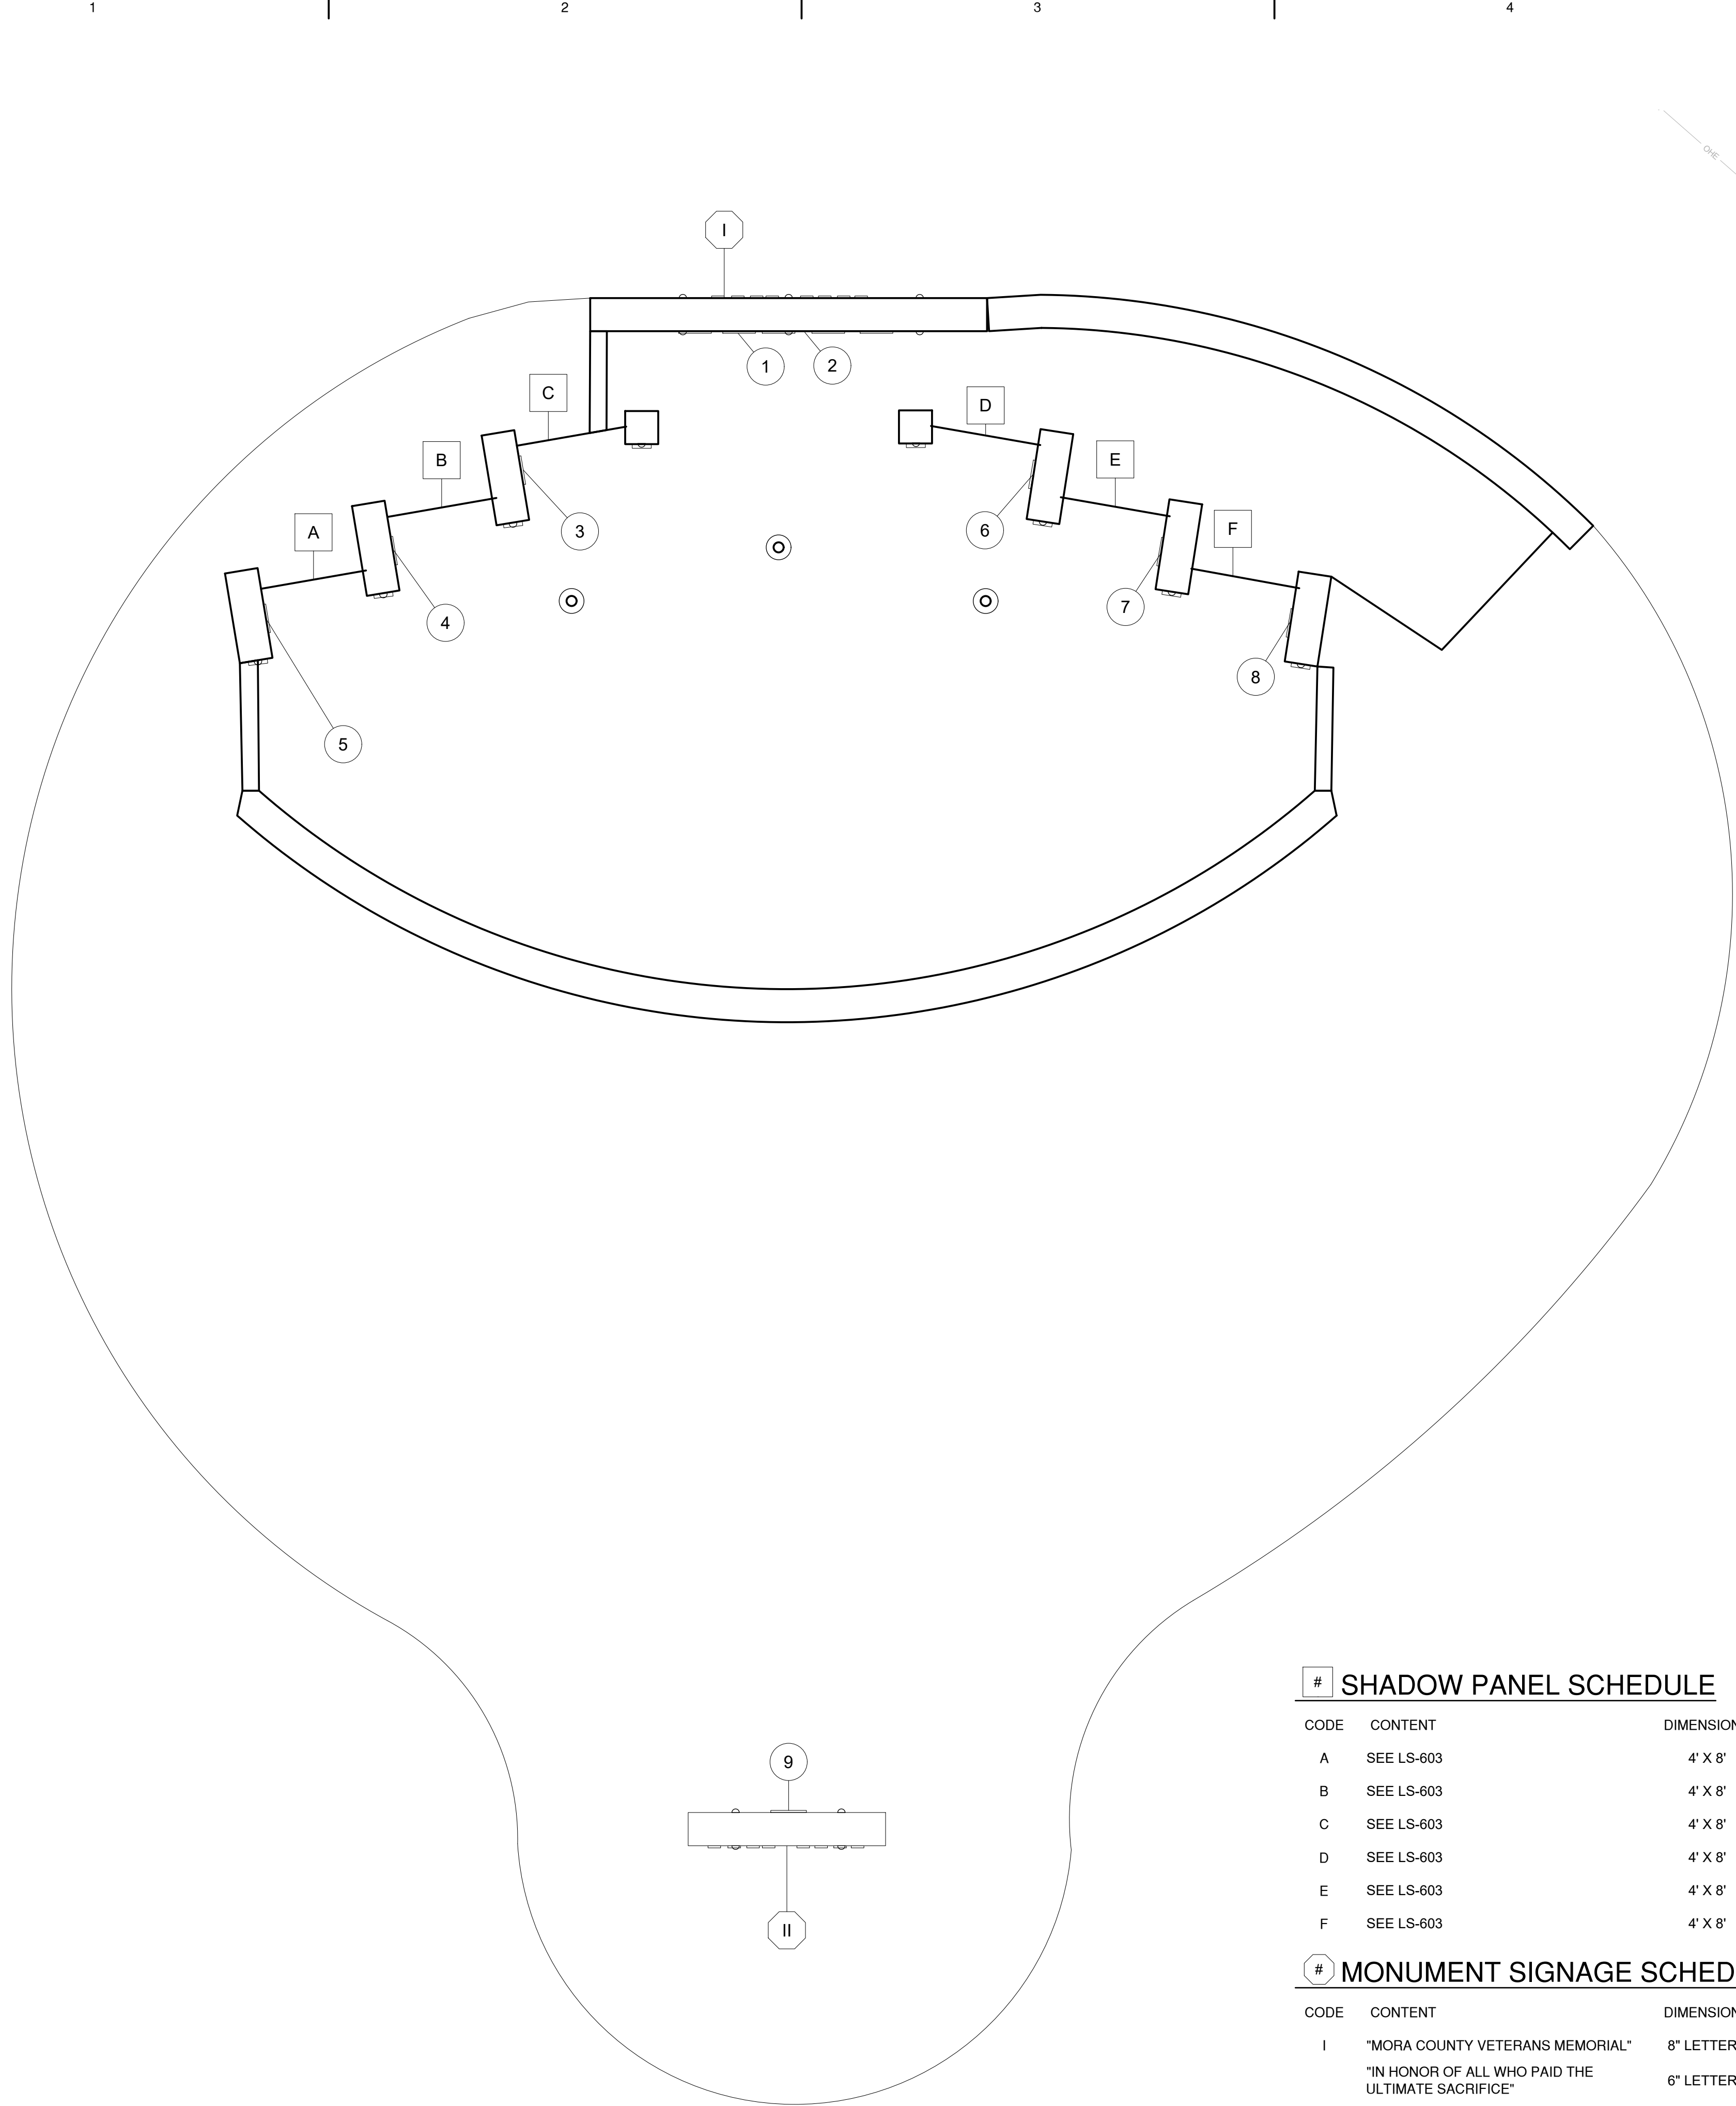 1 2 3 4
OHE
I
1 2
C D
B E
3 6
A F
4 7
8
5
# SHADOW PANEL SCHEDULE
CODE CONTENT DIMENSION
A SEE LS-603 4' X 8'
B SEE LS-603 4' X 8'
C SEE LS-603 4' X 8'
D SEE LS-603 4' X 8'
E SEE LS-603 4' X 8'
F SEE LS-603 4' X 8'
9
II
# MONUMENT SIGNAGE SCHED
CODE CONTENT DIMENSION
I "MORA COUNTY VETERANS MEMORIAL" 8" LETTER
"IN HONOR OF ALL WHO PAID THE
ULTIMATE SACRIFICE" 6" LETTER